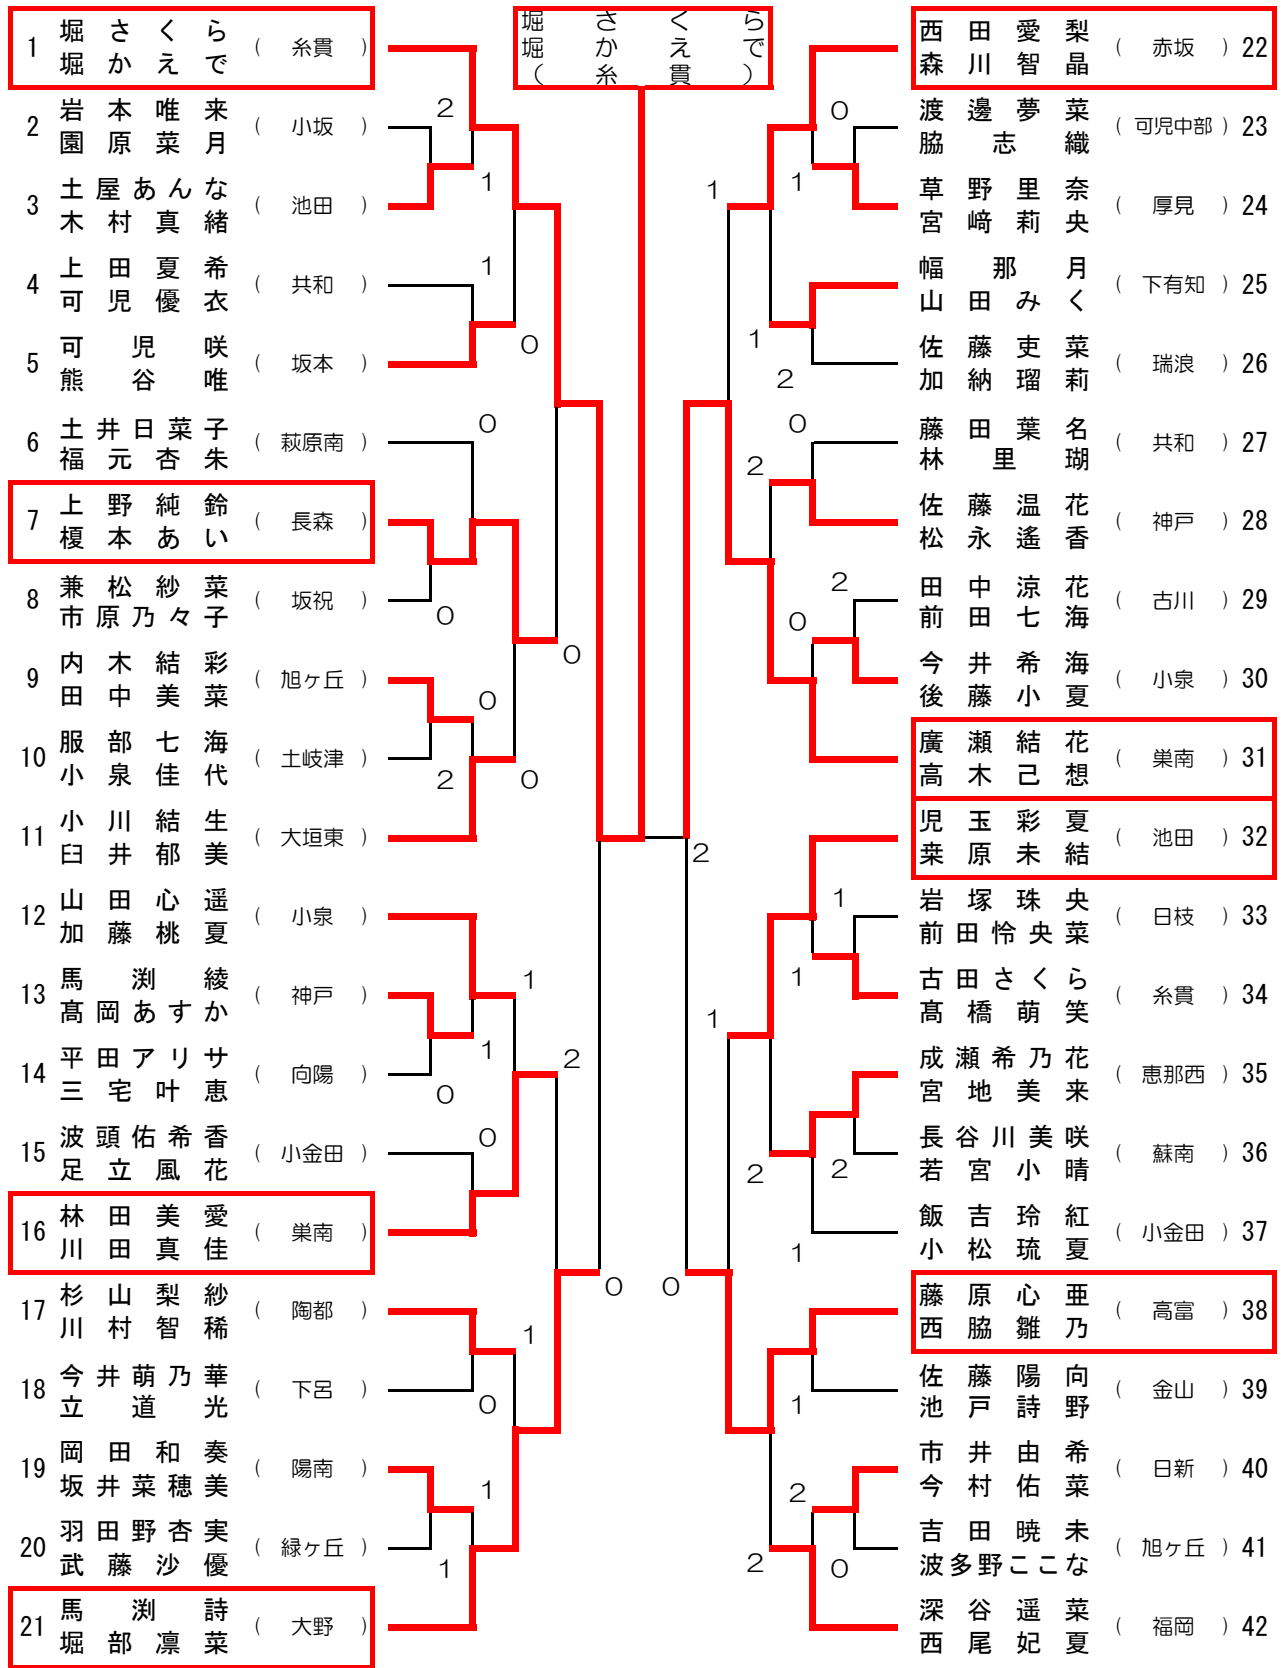 堀さくら
堀かえで
(糸貫)
1 堀さくら
堀かえで (糸貫)
2 岩本唯来
園原菜月 (小坂)
3 土屋あんな
木村真緒 (池田)
4 上田夏希
可児優衣 (共和)
5 可児咲
熊谷唯 (坂本)
6 土井日菜子
福元杏朱 (萩原南)
7 上野純鈴
榎本あい (長森)
8 兼松紗菜
市原乃々子 (坂祝)
9 内木結彩
田中美菜 (旭ヶ丘)
10 服部七海
小泉佳代 (土岐津)
11 小川結生
臼井郁美 (大垣東)
12 山田心遥
加藤桃夏 (小泉)
13 馬渕綾
髙岡あすか (神戸)
14 平田アリサ
三宅叶恵 (向陽)
15 波頭佑希香
足立風花 (小金田)
16 林田美愛
川田真佳 (巣南)
17 杉山梨紗
川村智稀 (陶都)
18 今井萌乃華
立道光 (下呂)
19 岡田和奏
坂井菜穂美 (陽南)
20 羽田野杏実
武藤沙優 (緑ヶ丘)
21 馬渕詩
堀部凛菜 (大野)
2
1
1
0
0
0
0
0
2
0
1
1
0
2
0
1
0
1
1
0
西田愛梨
森川智晶 (赤坂) 22
渡邊夢菜
脇志織 (可児中部) 23
草野里奈
宮﨑莉央 (厚見) 24
幅那月
山田みく (下有知) 25
佐藤吏菜
加納瑠莉 (瑞浪) 26
藤田葉名
林里瑚 (共和) 27
佐藤温花
松永遙香 (神戸) 28
田中涼花
前田七海 (古川) 29
今井希海
後藤小夏 (小泉) 30
廣瀬結花
高木己想 (巣南) 31
児玉彩夏
桒原未結 (池田) 32
岩塚珠央
前田怜央菜 (日枝) 33
古田さくら
髙橋萌笑 (糸貫) 34
成瀬希乃花
宮地美来 (恵那西) 35
長谷川美咲
若宮小晴 (蘇南) 36
飯吉玲紅
小松琉夏 (小金田) 37
藤原心亜
西脇雛乃 (高富) 38
佐藤陽向
池戸詩野 (金山) 39
市井由希
今村佑菜 (日新) 40
吉田暁未
波多野ここな (旭ヶ丘) 41
深谷遥菜
西尾妃夏 (福岡) 42
0
1
1
1
2
0
2
2
0
2
1
1
1
2
2
1
0
1
2
2
0